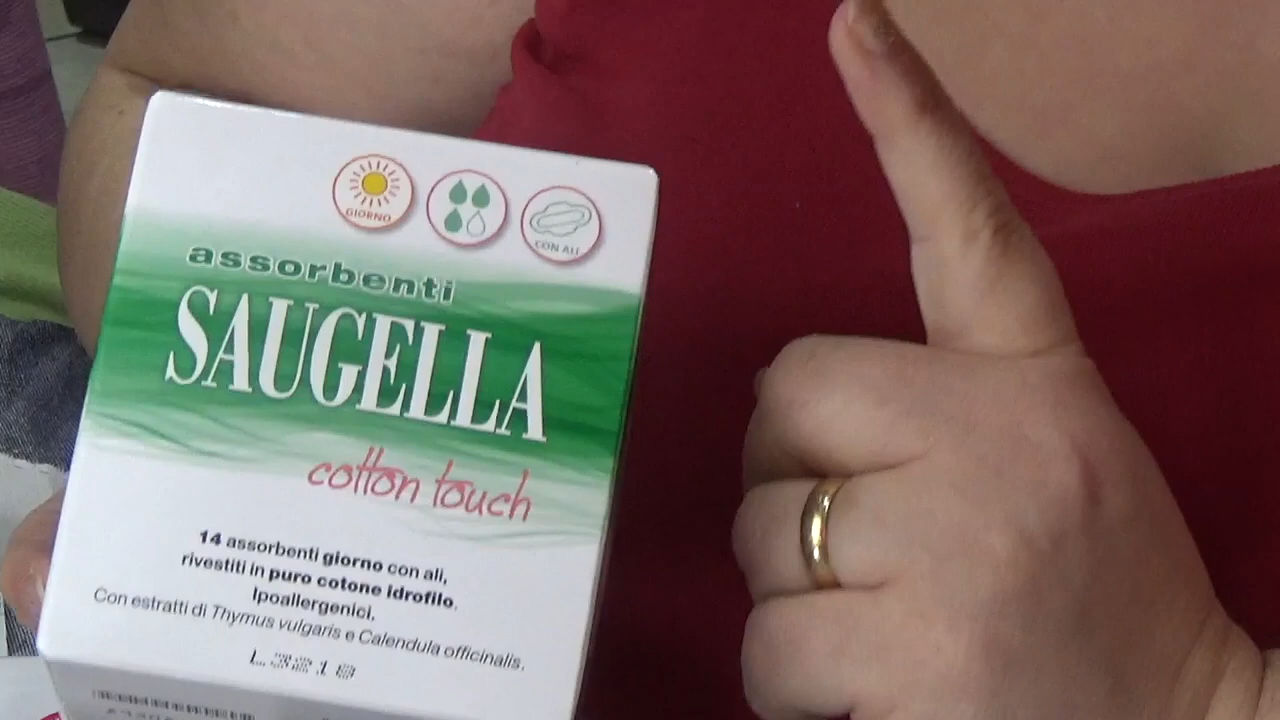 GIORNO
CON ALI
assorbenti
SAUGELLA
cotton touch
14 assorbenti giorno con ali,
rivestiti in puro cotone idrofilo.
Ipoallergenici.
Con estratti di Thymus vulgaris e Calendula officinalis.